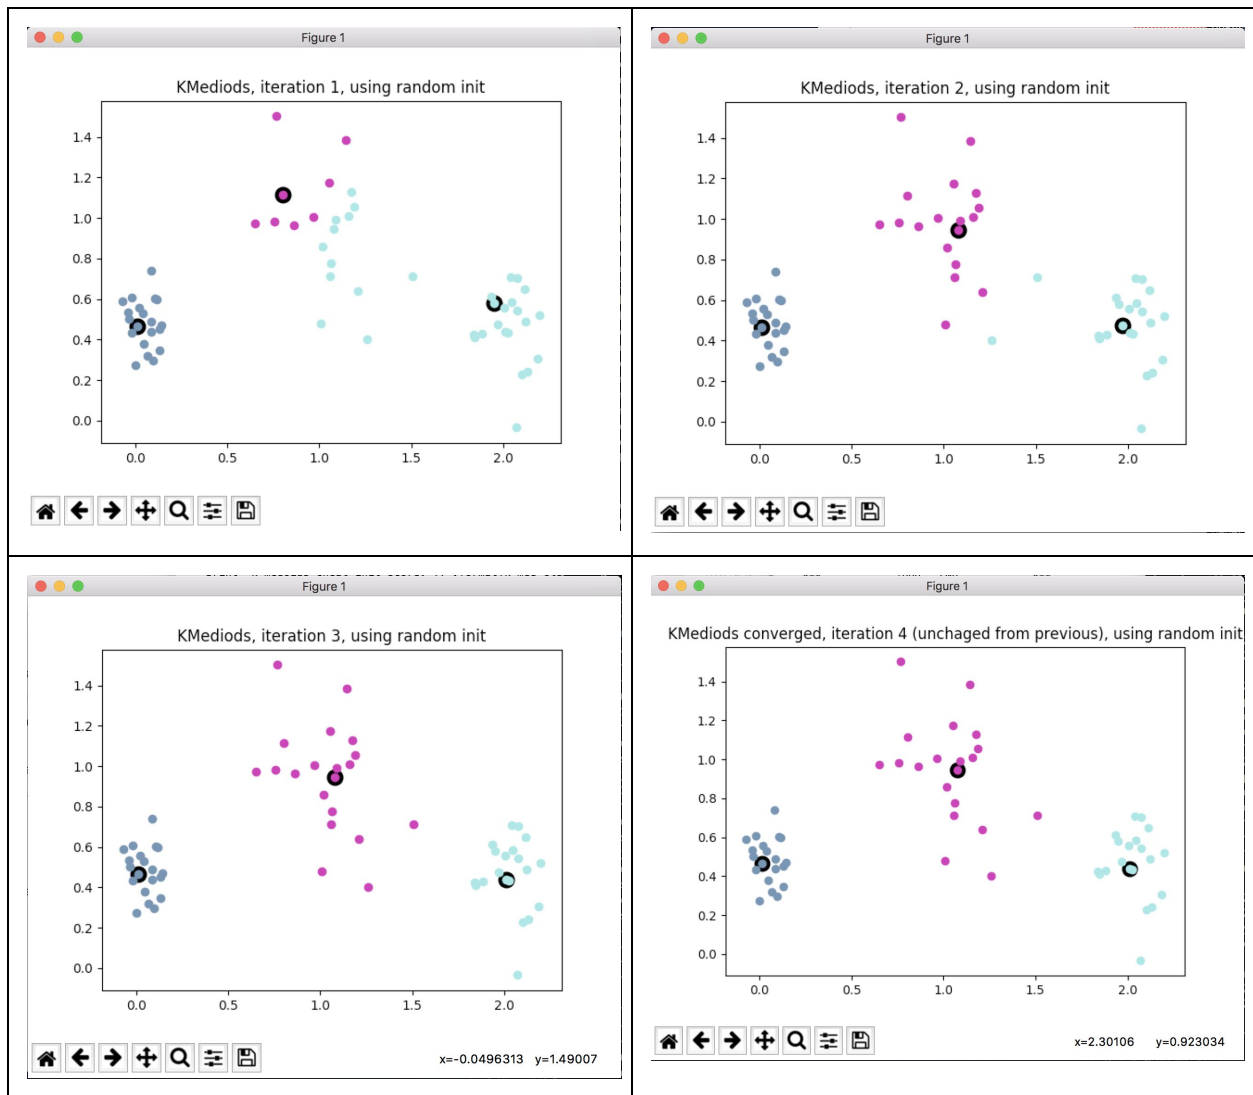 Figure 1
KMediods, iteration 1, using random init
1.4
1.2
1.0
0.8
0.6
0.4
0.2
0.0
0.0 0.5 1.0 1.5 2.0
Figure 1
KMediods, iteration 2, using random init
1.4
1.2
1.0
0.8
0.6
0.4
0.2
0.0
0.0 0.5 1.0 1.5 2.0
Figure 1
KMediods, iteration 3, using random init
1.4
1.2
1.0
0.8
0.6
0.4
0.2
0.0
0.0 0.5 1.0 1.5 2.0
x=-0.0496313 y=1.49007
Figure 1
KMediods converged, iteration 4 (unchaged from previous), using random init
1.4
1.2
1.0
0.8
0.6
0.4
0.2
0.0
0.0 0.5 1.0 1.5 2.0
x=2.30106 y=0.923034